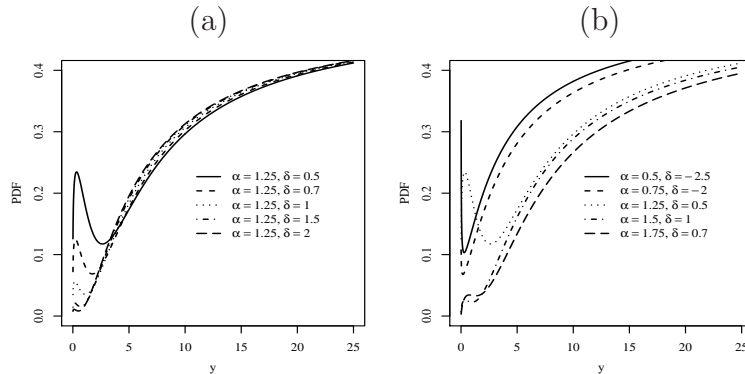 (a)
PDF
0.4
0.3
0.2
0.1
0.0
α = 1.25, δ = 0.5
α = 1.25, δ = 0.7
α = 1.25, δ = 1
α = 1.25, δ = 1.5
α = 1.25, δ = 2
0 5 10 15 20 25
y
(b)
PDF
0.4
0.3
0.2
0.1
0.0
α = 0.5, δ = −2.5
α = 0.75, δ = −2
α = 1.25, δ = 0.5
α = 1.5, δ = 1
α = 1.75, δ = 0.7
0 5 10 15 20 25
y